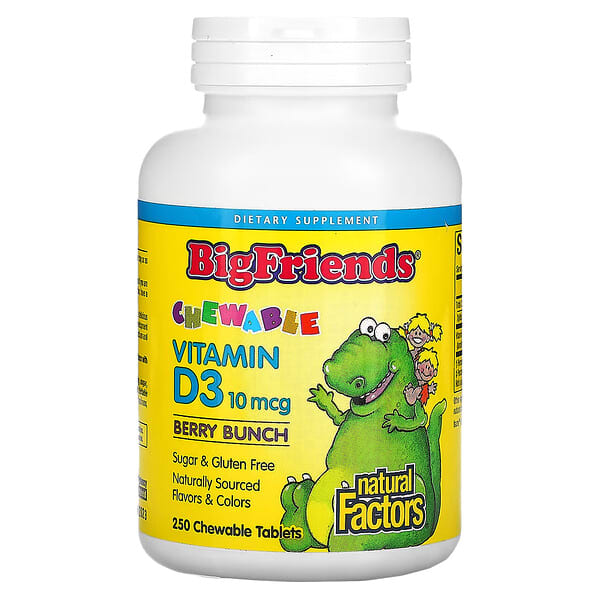 DIETARY SUPPLEMENT
BigFriends®
CHEWABLE
VITAMIN
D3 10 mcg
BERRY BUNCH
Sugar & Gluten Free
Naturally Sourced
Flavors & Colors
250 Chewable Tablets
natural
Factors